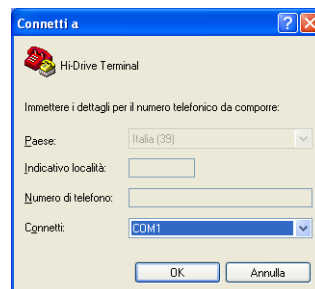 Connetti a
Hi-Drive Terminal
Immettere i dettagli per il numero telefonico da comporre:
Paese: Italia (39)
Indicativo località:
Numero di telefono:
Connetti: COM1
OK Annulla